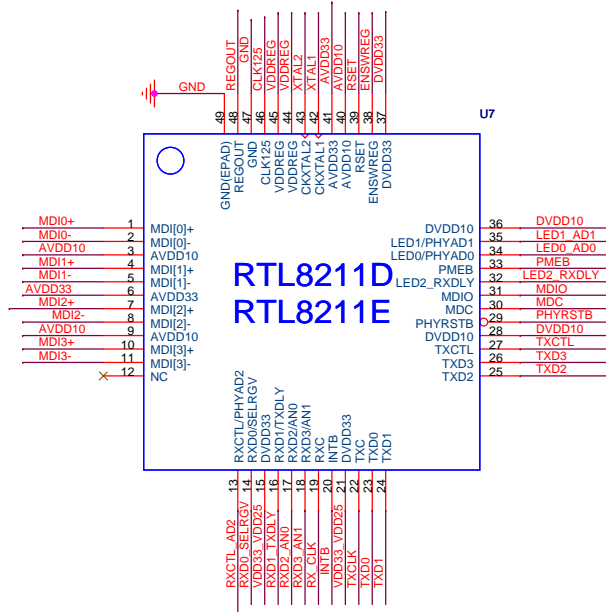 REGOUT
GND
CLK125
VDDREG
VDDREG
XTAL2
XTAL1
AVDD33
AVDD10
RSET
ENSWREG
DVDD33
GND
49
48
47
46
45
44
43
42
41
40
39
38
37
U7
GND(EPAD)
REGOUT
GND
CLK125
VDDREG
VDDREG
CKXTAL2
CKXTAL1
AVDD33
AVDD10
RSET
ENSWREG
DVDD33
MDI0+ 1 MDI[0]+
MDI0- 2 MDI[0]-
AVDD10 3 AVDD10
MDI1+ 4 MDI[1]+
MDI1- 5 MDI[1]-
AVDD33 6 AVDD33
MDI2+ 7 MDI[2]+
MDI2- 8 MDI[2]-
AVDD10 9 AVDD10
MDI3+ 10 MDI[3]+
MDI3- 11 MDI[3]-
12 NC
RTL8211D
RTL8211E
DVDD10 36 DVDD10
LED1/PHYAD1 35 LED1_AD1
LED0/PHYAD0 34 LED0_AD0
PMEB 33 PMEB
LED2_RXDLY 32 LED2_RXDLY
MDIO 31 MDIO
MDC 30 MDC
PHYRSTB 29 PHYRSTB
DVDD10 28 DVDD10
TXCTL 27 TXCTL
TXD3 26 TXD3
TXD2 25 TXD2
RXCTL/PHYAD2
RXD0/SELRGV
DVDD33
RXD1/TXDLY
RXD2/AN0
RXD3/AN1
RXC
INTB
DVDD33
TXC
TXD0
TXD1
13
14
15
16
17
18
19
20
21
22
23
24
RXCTL_AD2
RXD0_SELRGV
VDD33_VDD25
RXD1_TXDLY
RXD2_AN0
RXD3_AN1
RX_CLK
INTB
VDD33_VDD25
TXCLK
TXD0
TXD1